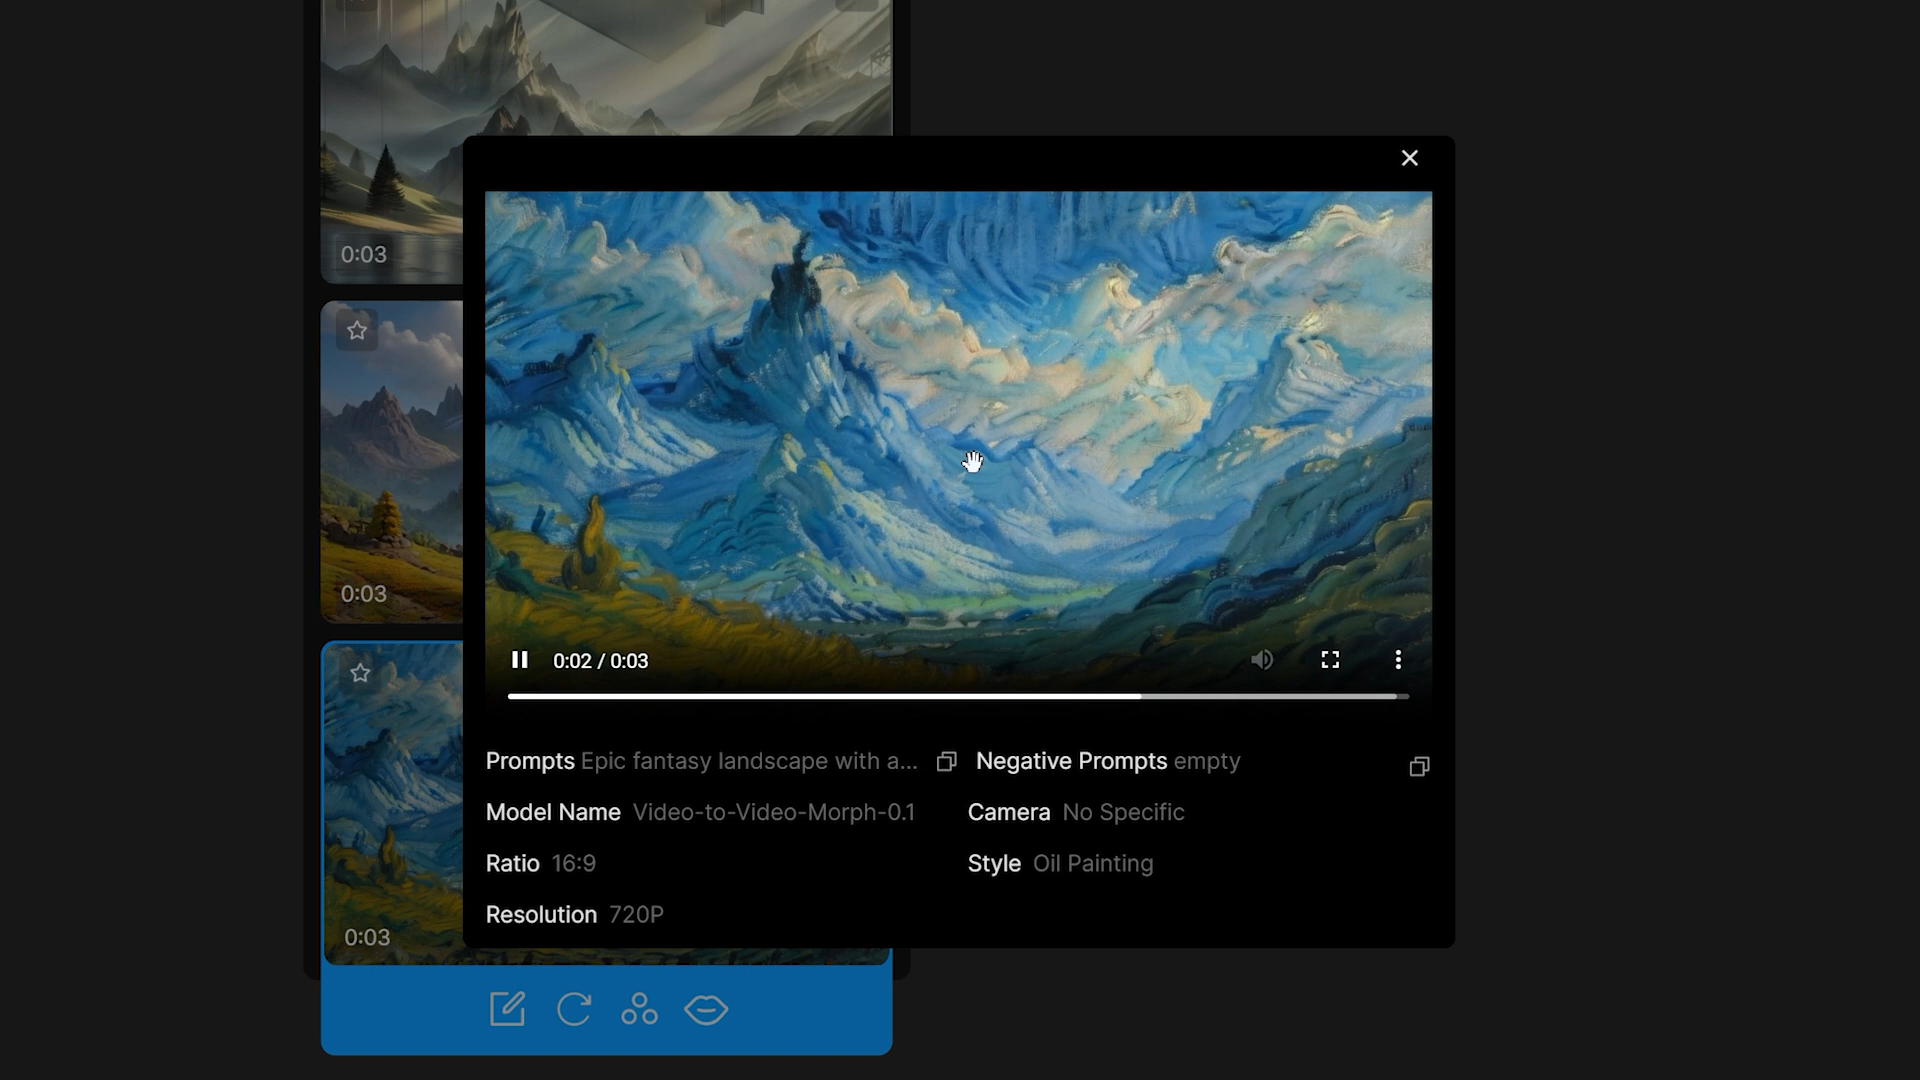 0:03
0:03
0:03
0:02 / 0:03
Prompts Epic fantasy landscape with a...
Negative Prompts empty
Model Name Video-to-Video-Morph-0.1
Camera No Specific
Ratio 16:9
Style Oil Painting
Resolution 720P